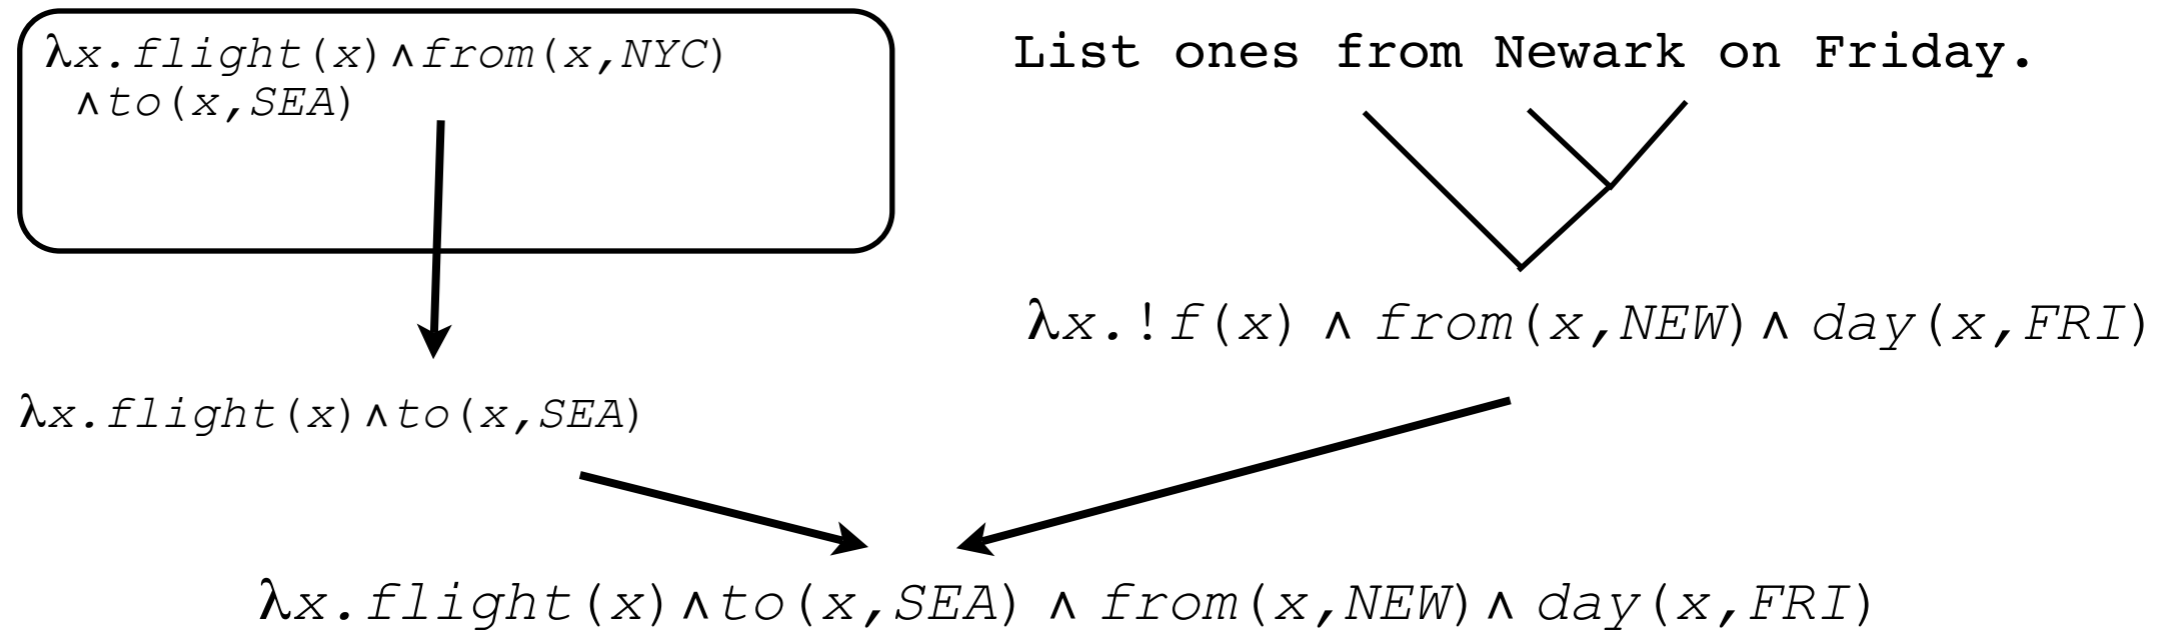 λx.flight(x)∧from(x,NYC)
∧to(x,SEA)
List ones from Newark on Friday.
λx.!f(x) ∧ from(x,NEW)∧ day(x,FRI)
λx.flight(x)∧to(x,SEA)
λx.flight(x)∧to(x,SEA) ∧ from(x,NEW)∧ day(x,FRI)